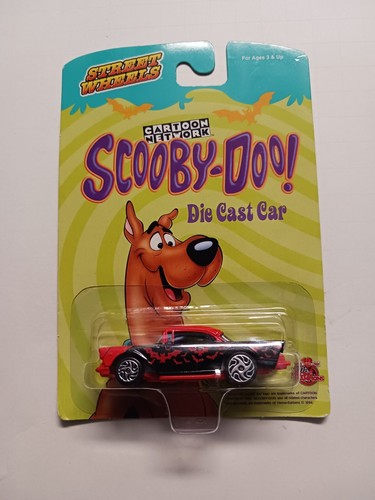 STREET
WHEELS
For Ages 3 & Up
CARTOON
NETWORK
SCOOBY-DOO!
Die Cast Car